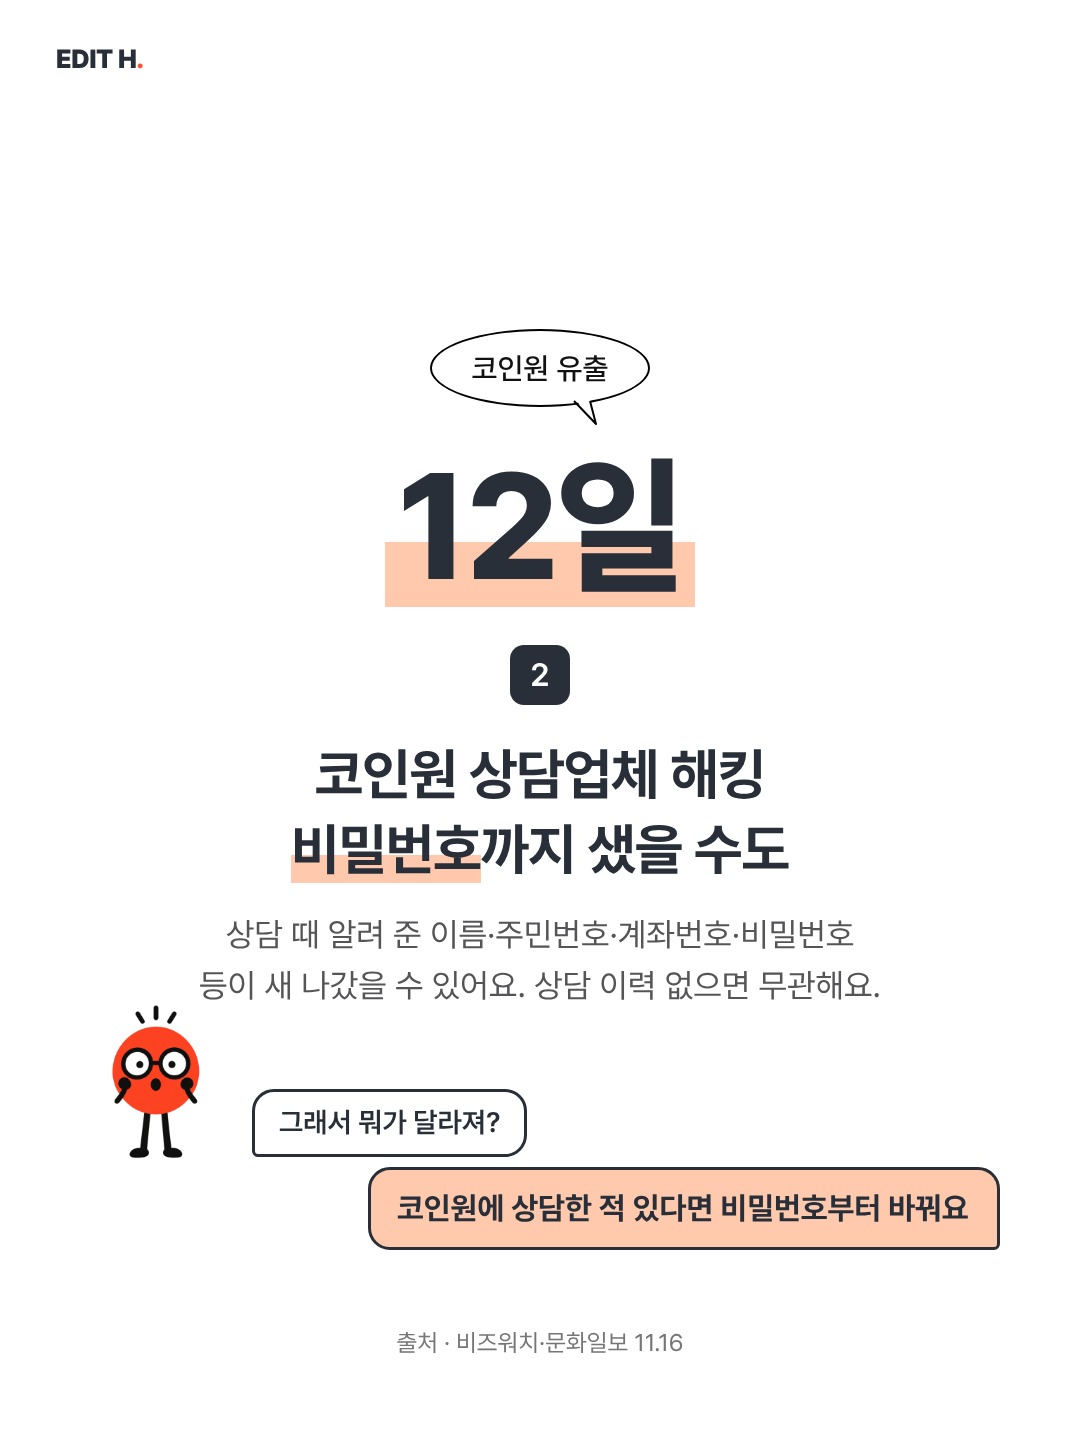 EDIT H.
코인원 유출
12일
2
코인원 상담업체 해킹
비밀번호까지 샜을 수도
상담 때 알려 준 이름·주민번호·계좌번호·비밀번호
등이 새 나갔을 수 있어요. 상담 이력 없으면 무관해요.
그래서 뭐가 달라져?
코인원에 상담한 적 있다면 비밀번호부터 바꿔요
출처 · 비즈워치·문화일보 11.16